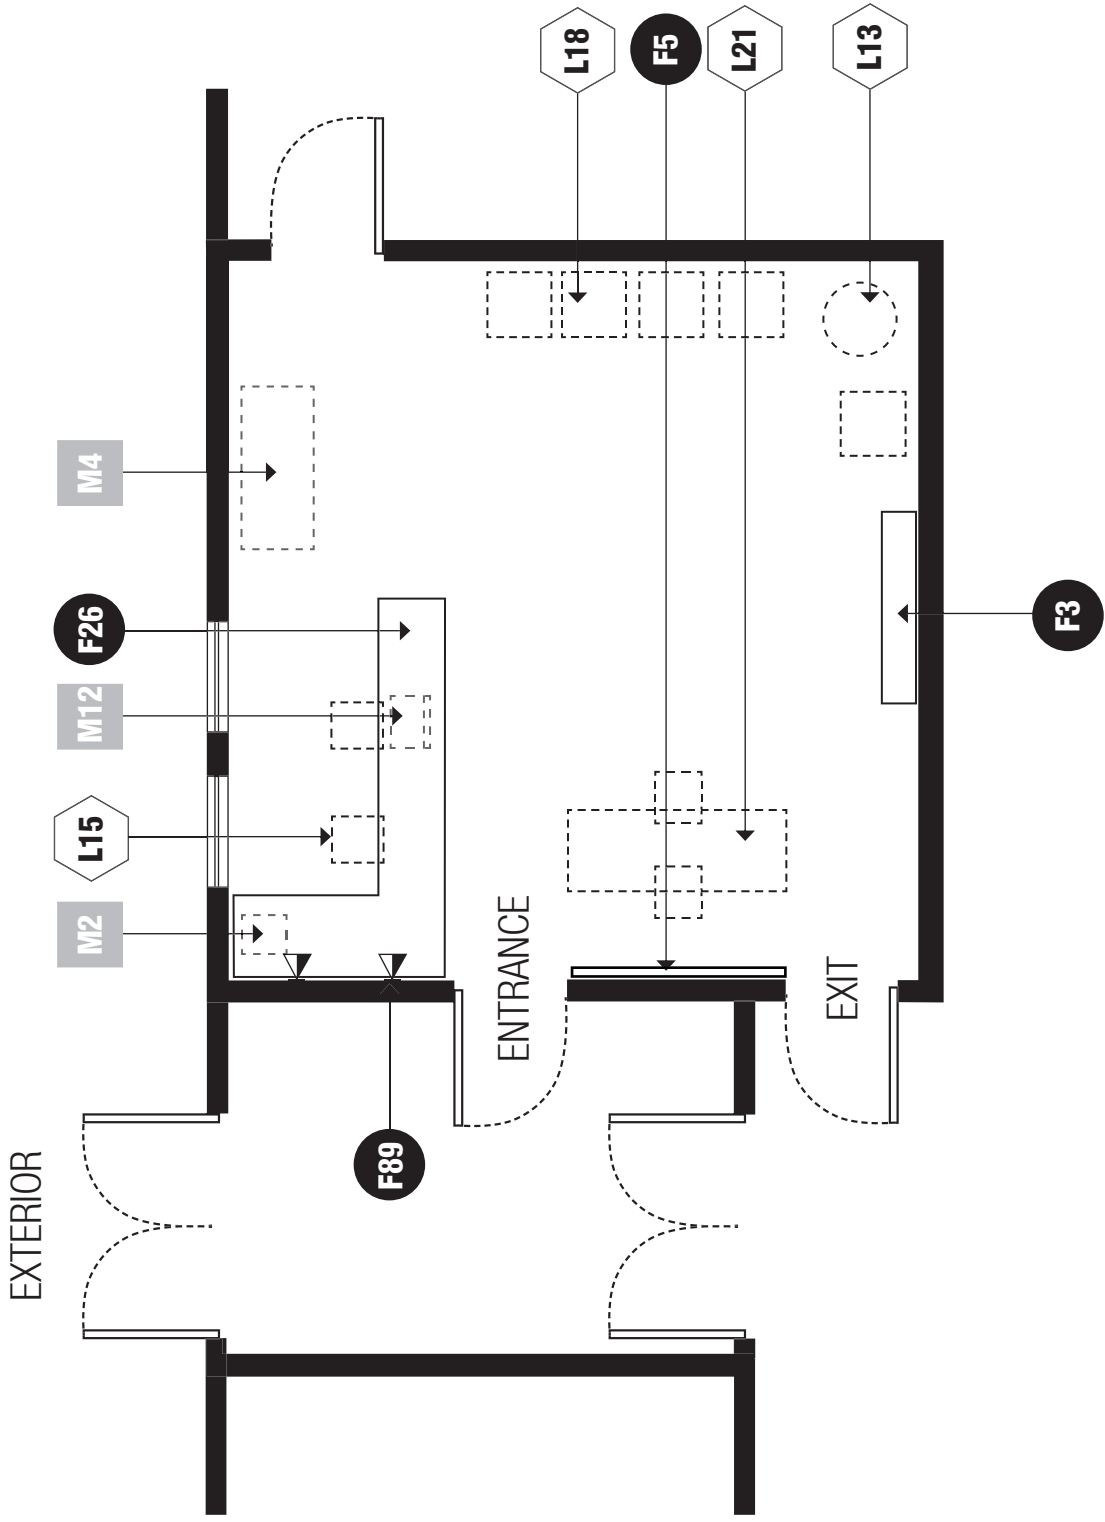 EXTERIOR
M2
L15
M12
F26
M4
F89
ENTRANCE
L18
F5
L21
EXIT
L13
F3